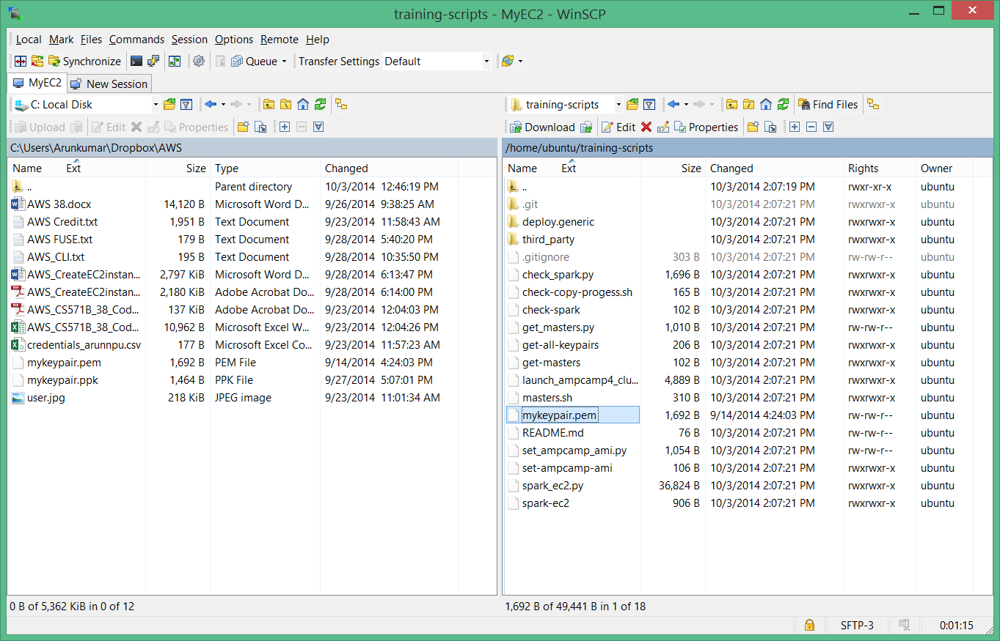 training-scripts - MyEC2 - WinSCP
Local Mark Files Commands Session Options Remote Help
Synchronize Queue Transfer Settings Default
MyEC2 New Session
C: Local Disk
Upload Edit Properties
C:\Users\Arunkumar\Dropbox\AWS
Name Ext Size Type Changed
.. Parent directory 10/3/2014 12:46:19 PM
AWS 38.docx 14,120 B Microsoft Word D... 9/26/2014 9:38:25 AM
AWS Credit.txt 1,951 B Text Document 9/23/2014 11:58:43 AM
AWS FUSE.txt 179 B Text Document 9/28/2014 5:40:20 PM
AWS_CLI.txt 195 B Text Document 9/28/2014 10:35:50 PM
AWS_CreateEC2instan... 2,797 KiB Microsoft Word D... 9/28/2014 6:13:47 PM
AWS_CreateEC2instan... 2,180 KiB Adobe Acrobat Do... 9/28/2014 6:14:00 PM
AWS_CS571B_38_Cod... 137 KiB Adobe Acrobat Do... 9/23/2014 12:04:03 PM
AWS_CS571B_38_Cod... 10,962 B Microsoft Excel W... 9/23/2014 12:04:26 PM
credentials_arunnpu.csv 177 B Microsoft Excel Co... 9/23/2014 11:57:23 AM
mykeypair.pem 1,692 B PEM File 9/14/2014 4:24:03 PM
mykeypair.ppk 1,464 B PPK File 9/27/2014 5:07:01 PM
user.jpg 218 KiB JPEG image 9/23/2014 11:01:34 AM
0 B of 5,362 KiB in 0 of 12
training-scripts Find Files
Download Edit Properties
/home/ubuntu/training-scripts
Name Ext Size Changed Rights Owner
.. 10/3/2014 2:07:19 PM rwxr-xr-x ubuntu
.git 10/3/2014 2:07:21 PM rwxrwxr-x ubuntu
deploy.generic 10/3/2014 2:07:21 PM rwxrwxr-x ubuntu
third_party 10/3/2014 2:07:21 PM rwxrwxr-x ubuntu
.gitignore 303 B 10/3/2014 2:07:21 PM rw-rw-r-- ubuntu
check_spark.py 1,696 B 10/3/2014 2:07:21 PM rwxrwxr-x ubuntu
check-copy-progess.sh 165 B 10/3/2014 2:07:21 PM rwxrwxr-x ubuntu
check-spark 102 B 10/3/2014 2:07:21 PM rwxrwxr-x ubuntu
get_masters.py 1,010 B 10/3/2014 2:07:21 PM rw-rw-r-- ubuntu
get-all-keypairs 206 B 10/3/2014 2:07:21 PM rwxrwxr-x ubuntu
get-masters 102 B 10/3/2014 2:07:21 PM rwxrwxr-x ubuntu
launch_ampcamp4_clu... 4,889 B 10/3/2014 2:07:21 PM rwxrwxr-x ubuntu
masters.sh 310 B 10/3/2014 2:07:21 PM rwxrwxr-x ubuntu
mykeypair.pem 1,692 B 9/14/2014 4:24:03 PM rw-rw-r-- ubuntu
README.md 76 B 10/3/2014 2:07:21 PM rw-rw-r-- ubuntu
set_ampcamp_ami.py 1,054 B 10/3/2014 2:07:21 PM rw-rw-r-- ubuntu
set-ampcamp-ami 106 B 10/3/2014 2:07:21 PM rwxrwxr-x ubuntu
spark_ec2.py 36,824 B 10/3/2014 2:07:21 PM rwxrwxr-x ubuntu
spark-ec2 906 B 10/3/2014 2:07:21 PM rwxrwxr-x ubuntu
1,692 B of 49,441 B in 1 of 18
SFTP-3 0:01:15